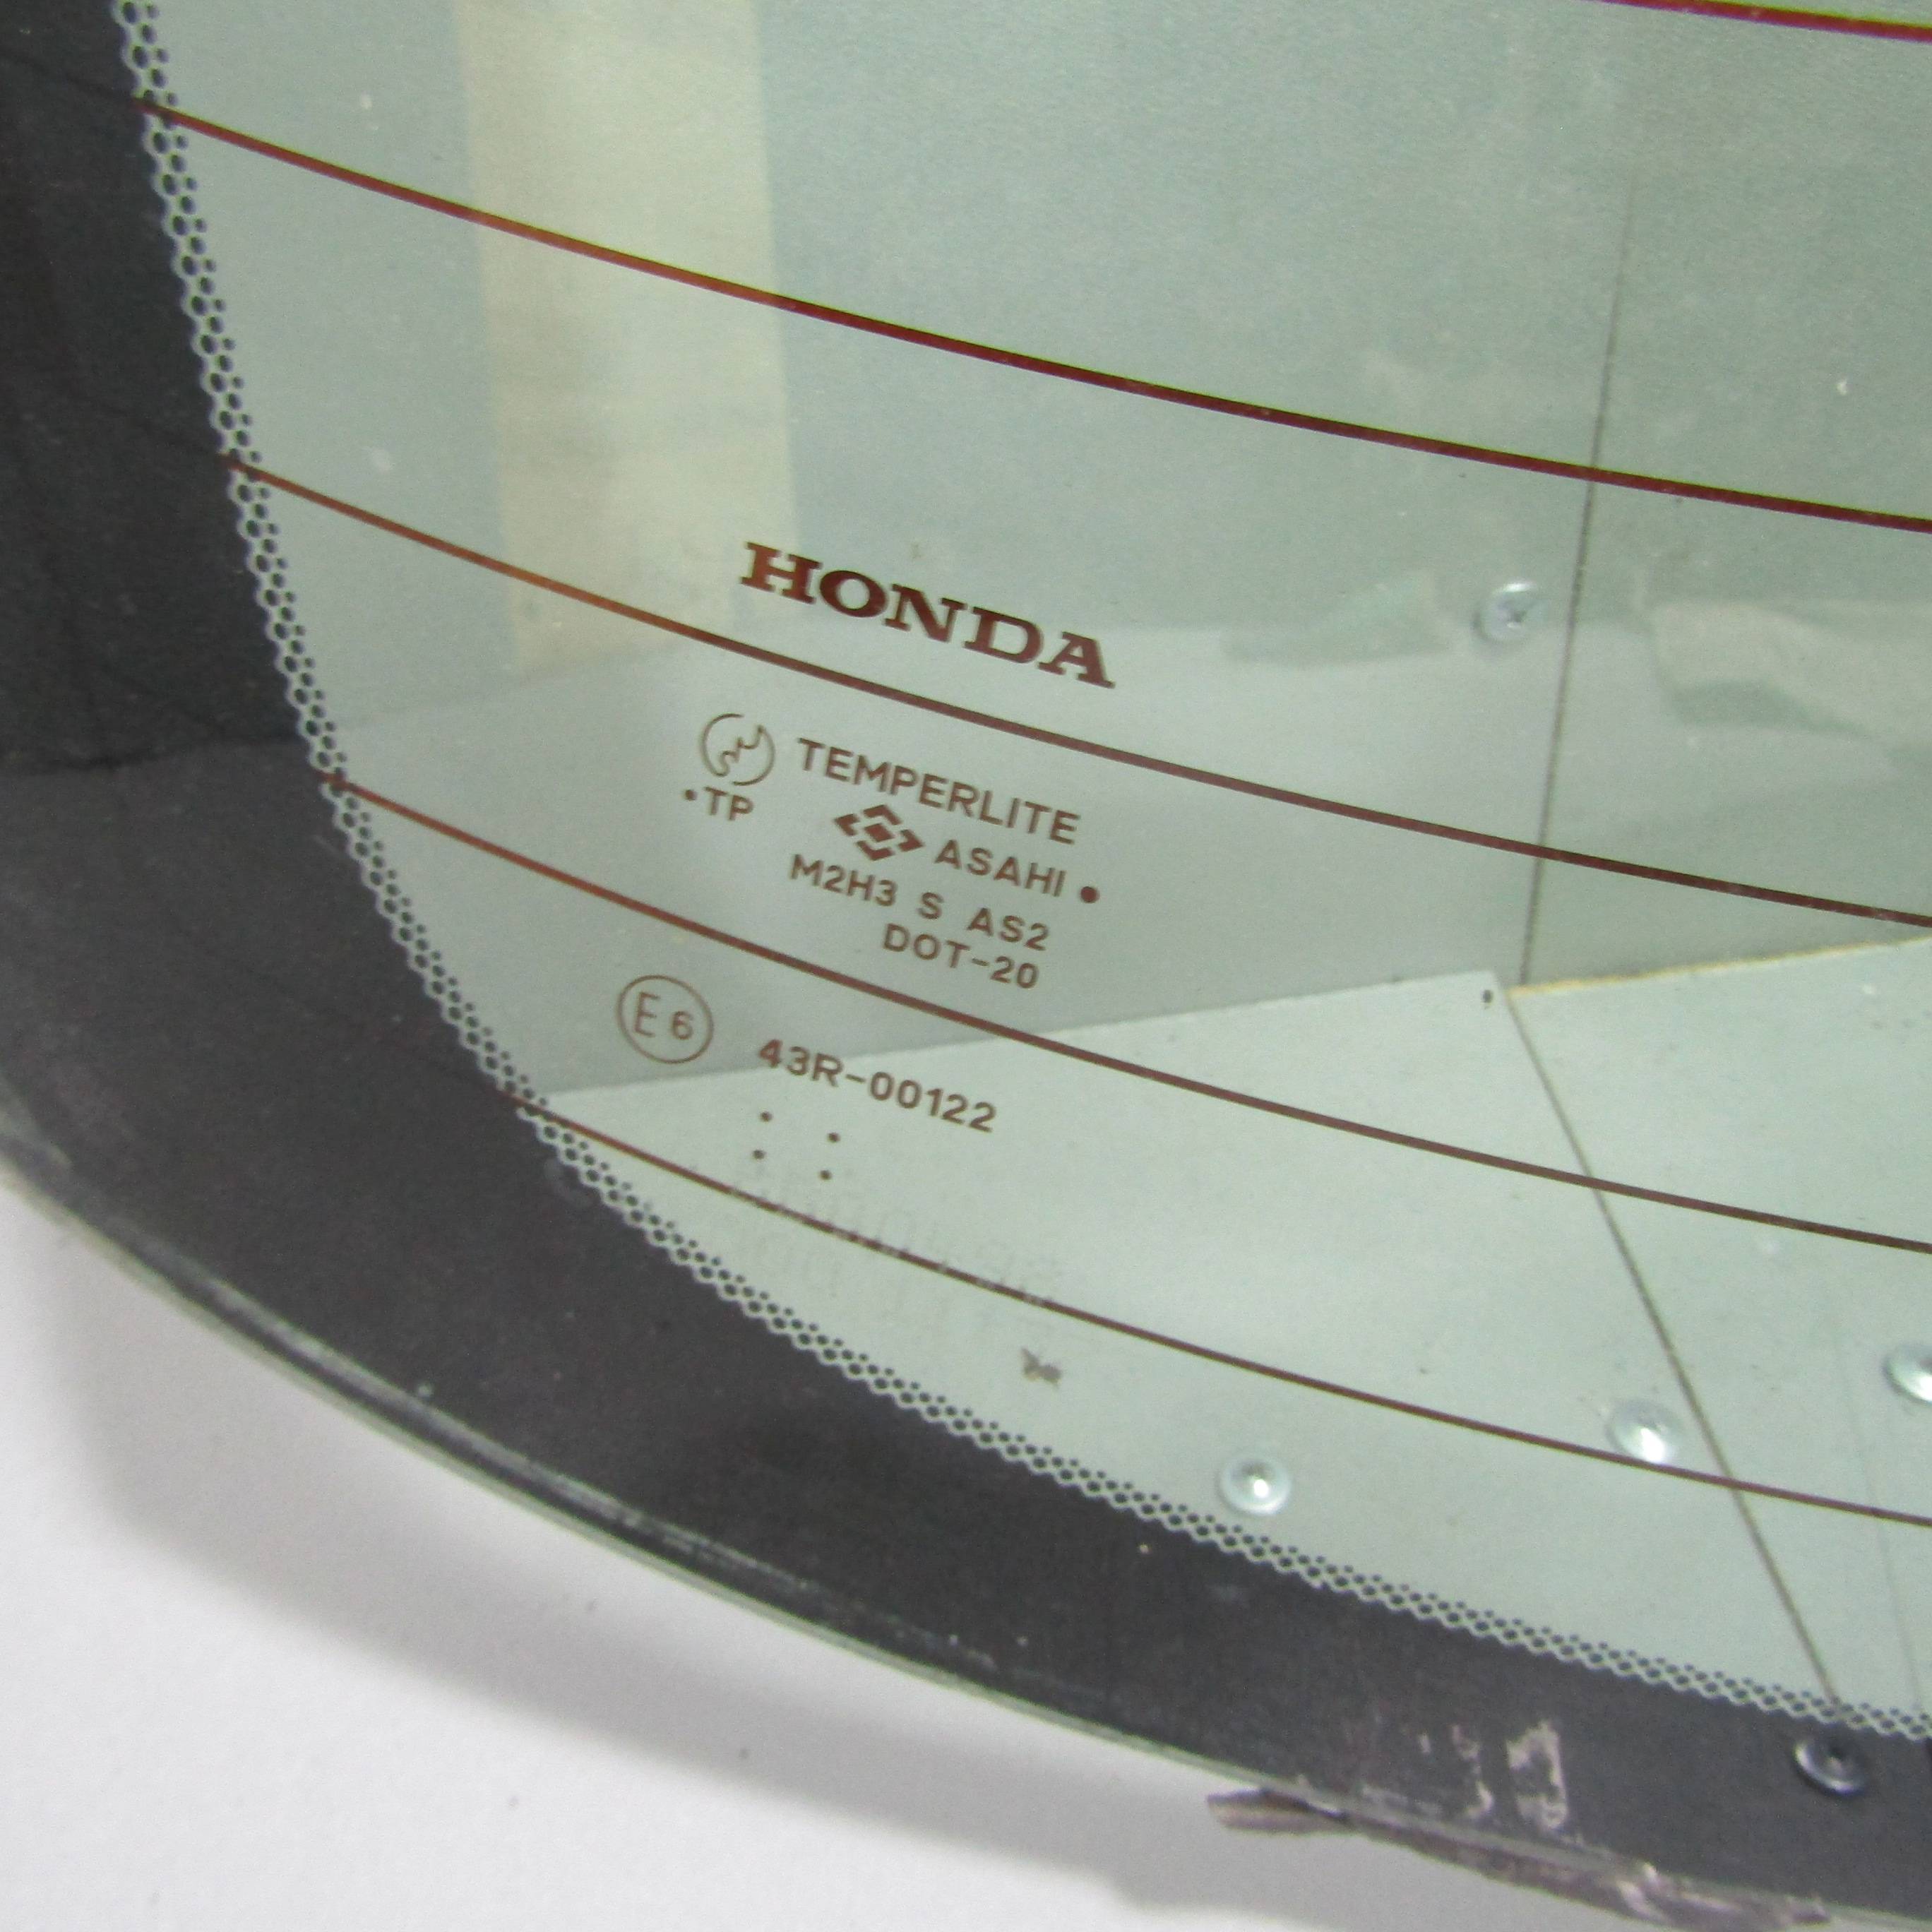 HONDA
TEMPERLITE
•TP
ASAHI •
M2H3 S AS2
DOT-20
E6 43R-00122